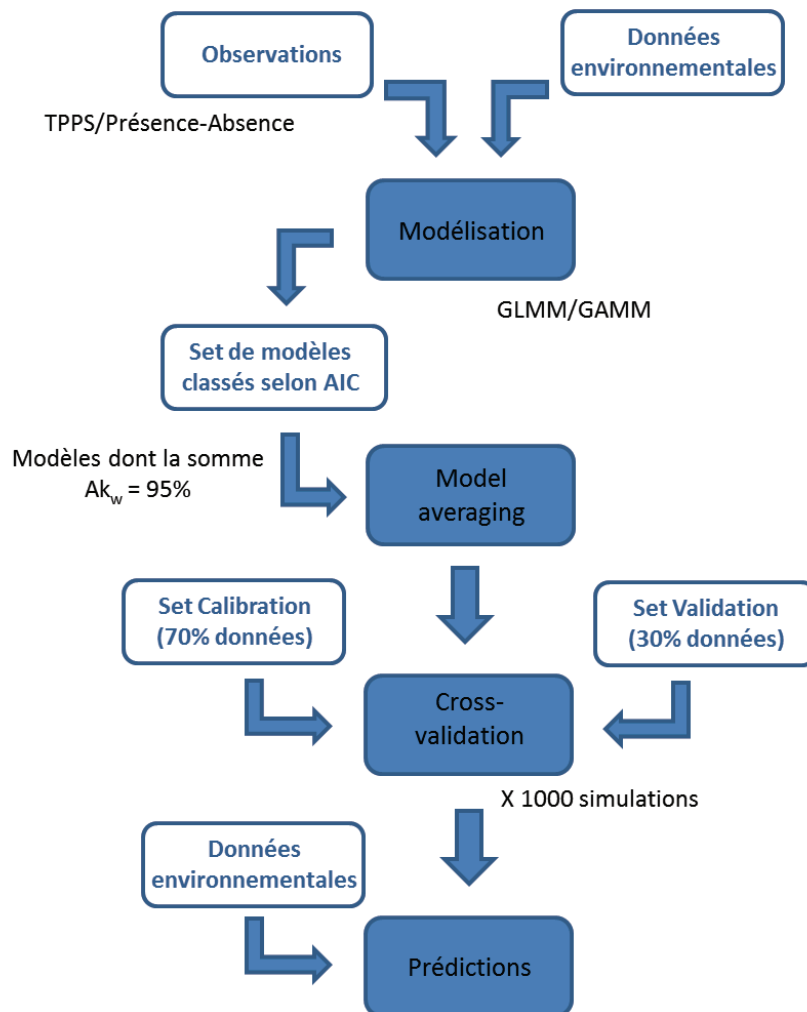 Observations
Données
environnementales
TPPS/Présence-Absence
Modélisation
GLMM/GAMM
Set de modèles
classés selon AIC
Modèles dont la somme
Akw = 95%
Model
averaging
Set Calibration
(70% données)
Set Validation
(30% données)
Cross-
validation
X 1000 simulations
Données
environnementales
Prédictions